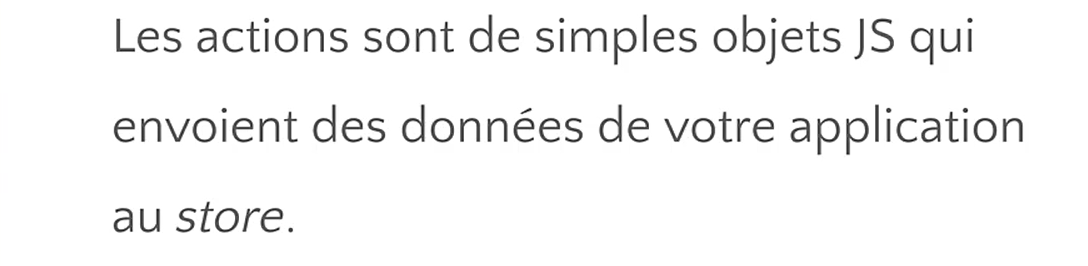 Les actions sont de simples objets JS qui
envoient des données de votre application
au store.